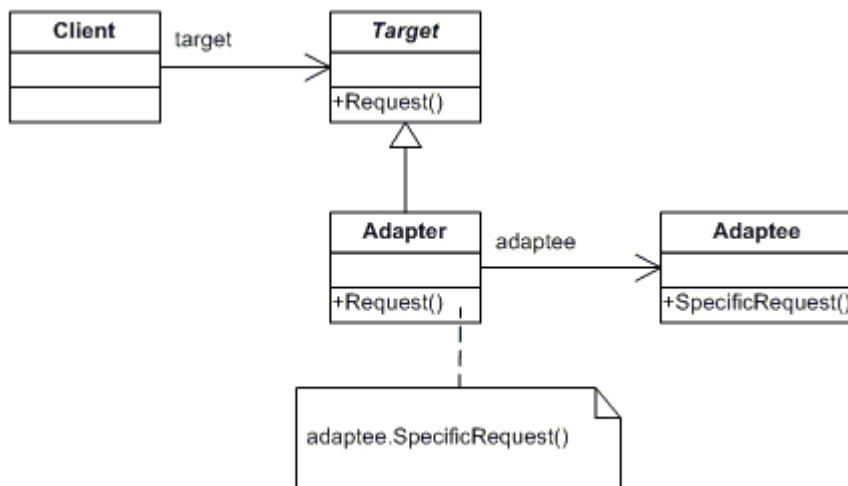 Client
target
Target
+Request()
Adapter
adaptee
Adaptee
+Request()
+SpecificRequest()
adaptee.SpecificRequest()